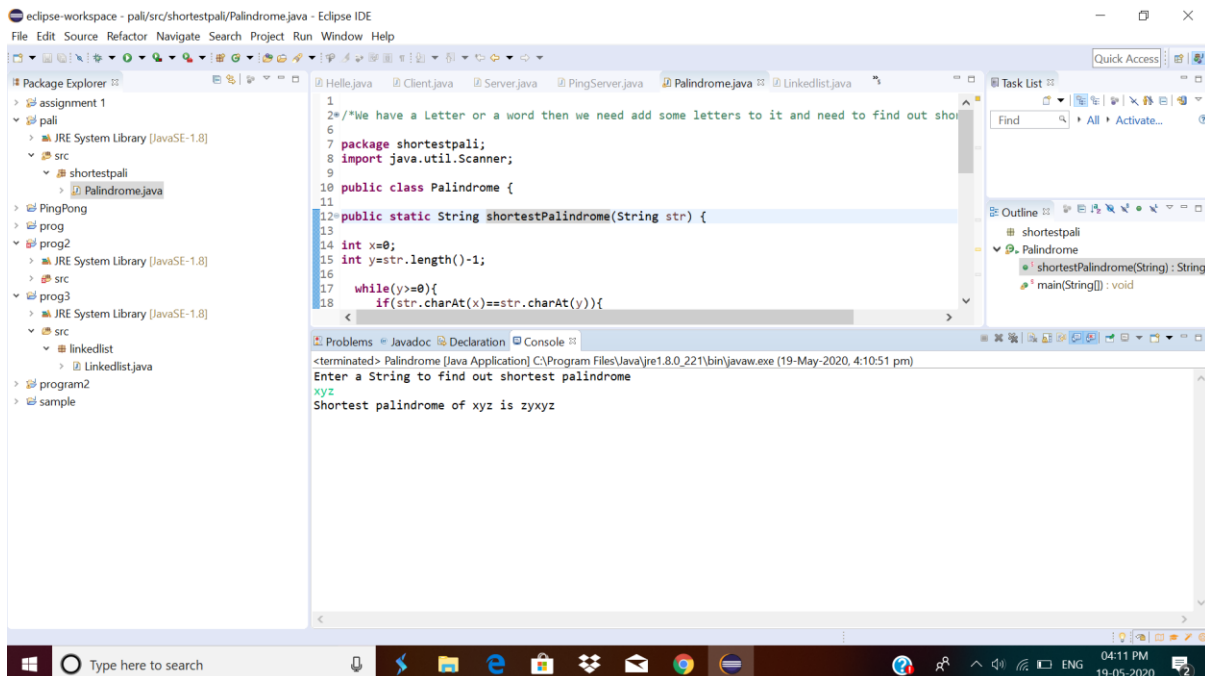 eclipse-workspace - pali/src/shortestpali/Palindrome.java - Eclipse IDE
File Edit Source Refactor Navigate Search Project Run Window Help
Quick Access
Package Explorer
assignment 1
pali
JRE System Library [JavaSE-1.8]
src
shortestpali
Palindrome.java
PingPong
prog
prog2
JRE System Library [JavaSE-1.8]
src
prog3
JRE System Library [JavaSE-1.8]
src
linkedlist
Linkedlist.java
program2
sample
Helle.java Client.java Server.java PingServer.java Palindrome.java Linkedlist.java
1
2 /*We have a Letter or a word then we need add some letters to it and need to find out sho
6
7 package shortestpali;
8 import java.util.Scanner;
9
10 public class Palindrome {
11
12 public static String shortestPalindrome(String str) {
13
14 int x=0;
15 int y=str.length()-1;
16
17 while(y>=0){
18 if(str.charAt(x)==str.charAt(y)){
Task List
Find All Activate...
Outline
shortestpali
Palindrome
shortestPalindrome(String) : String
main(String[]) : void
Problems Javadoc Declaration Console
<terminated> Palindrome [Java Application] C:\Program Files\Java\jre1.8.0_221\bin\javaw.exe (19-May-2020, 4:10:51 pm)
Enter a String to find out shortest palindrome
xyz
Shortest palindrome of xyz is zyxyz
Type here to search
ENG
04:11 PM
19-05-2020